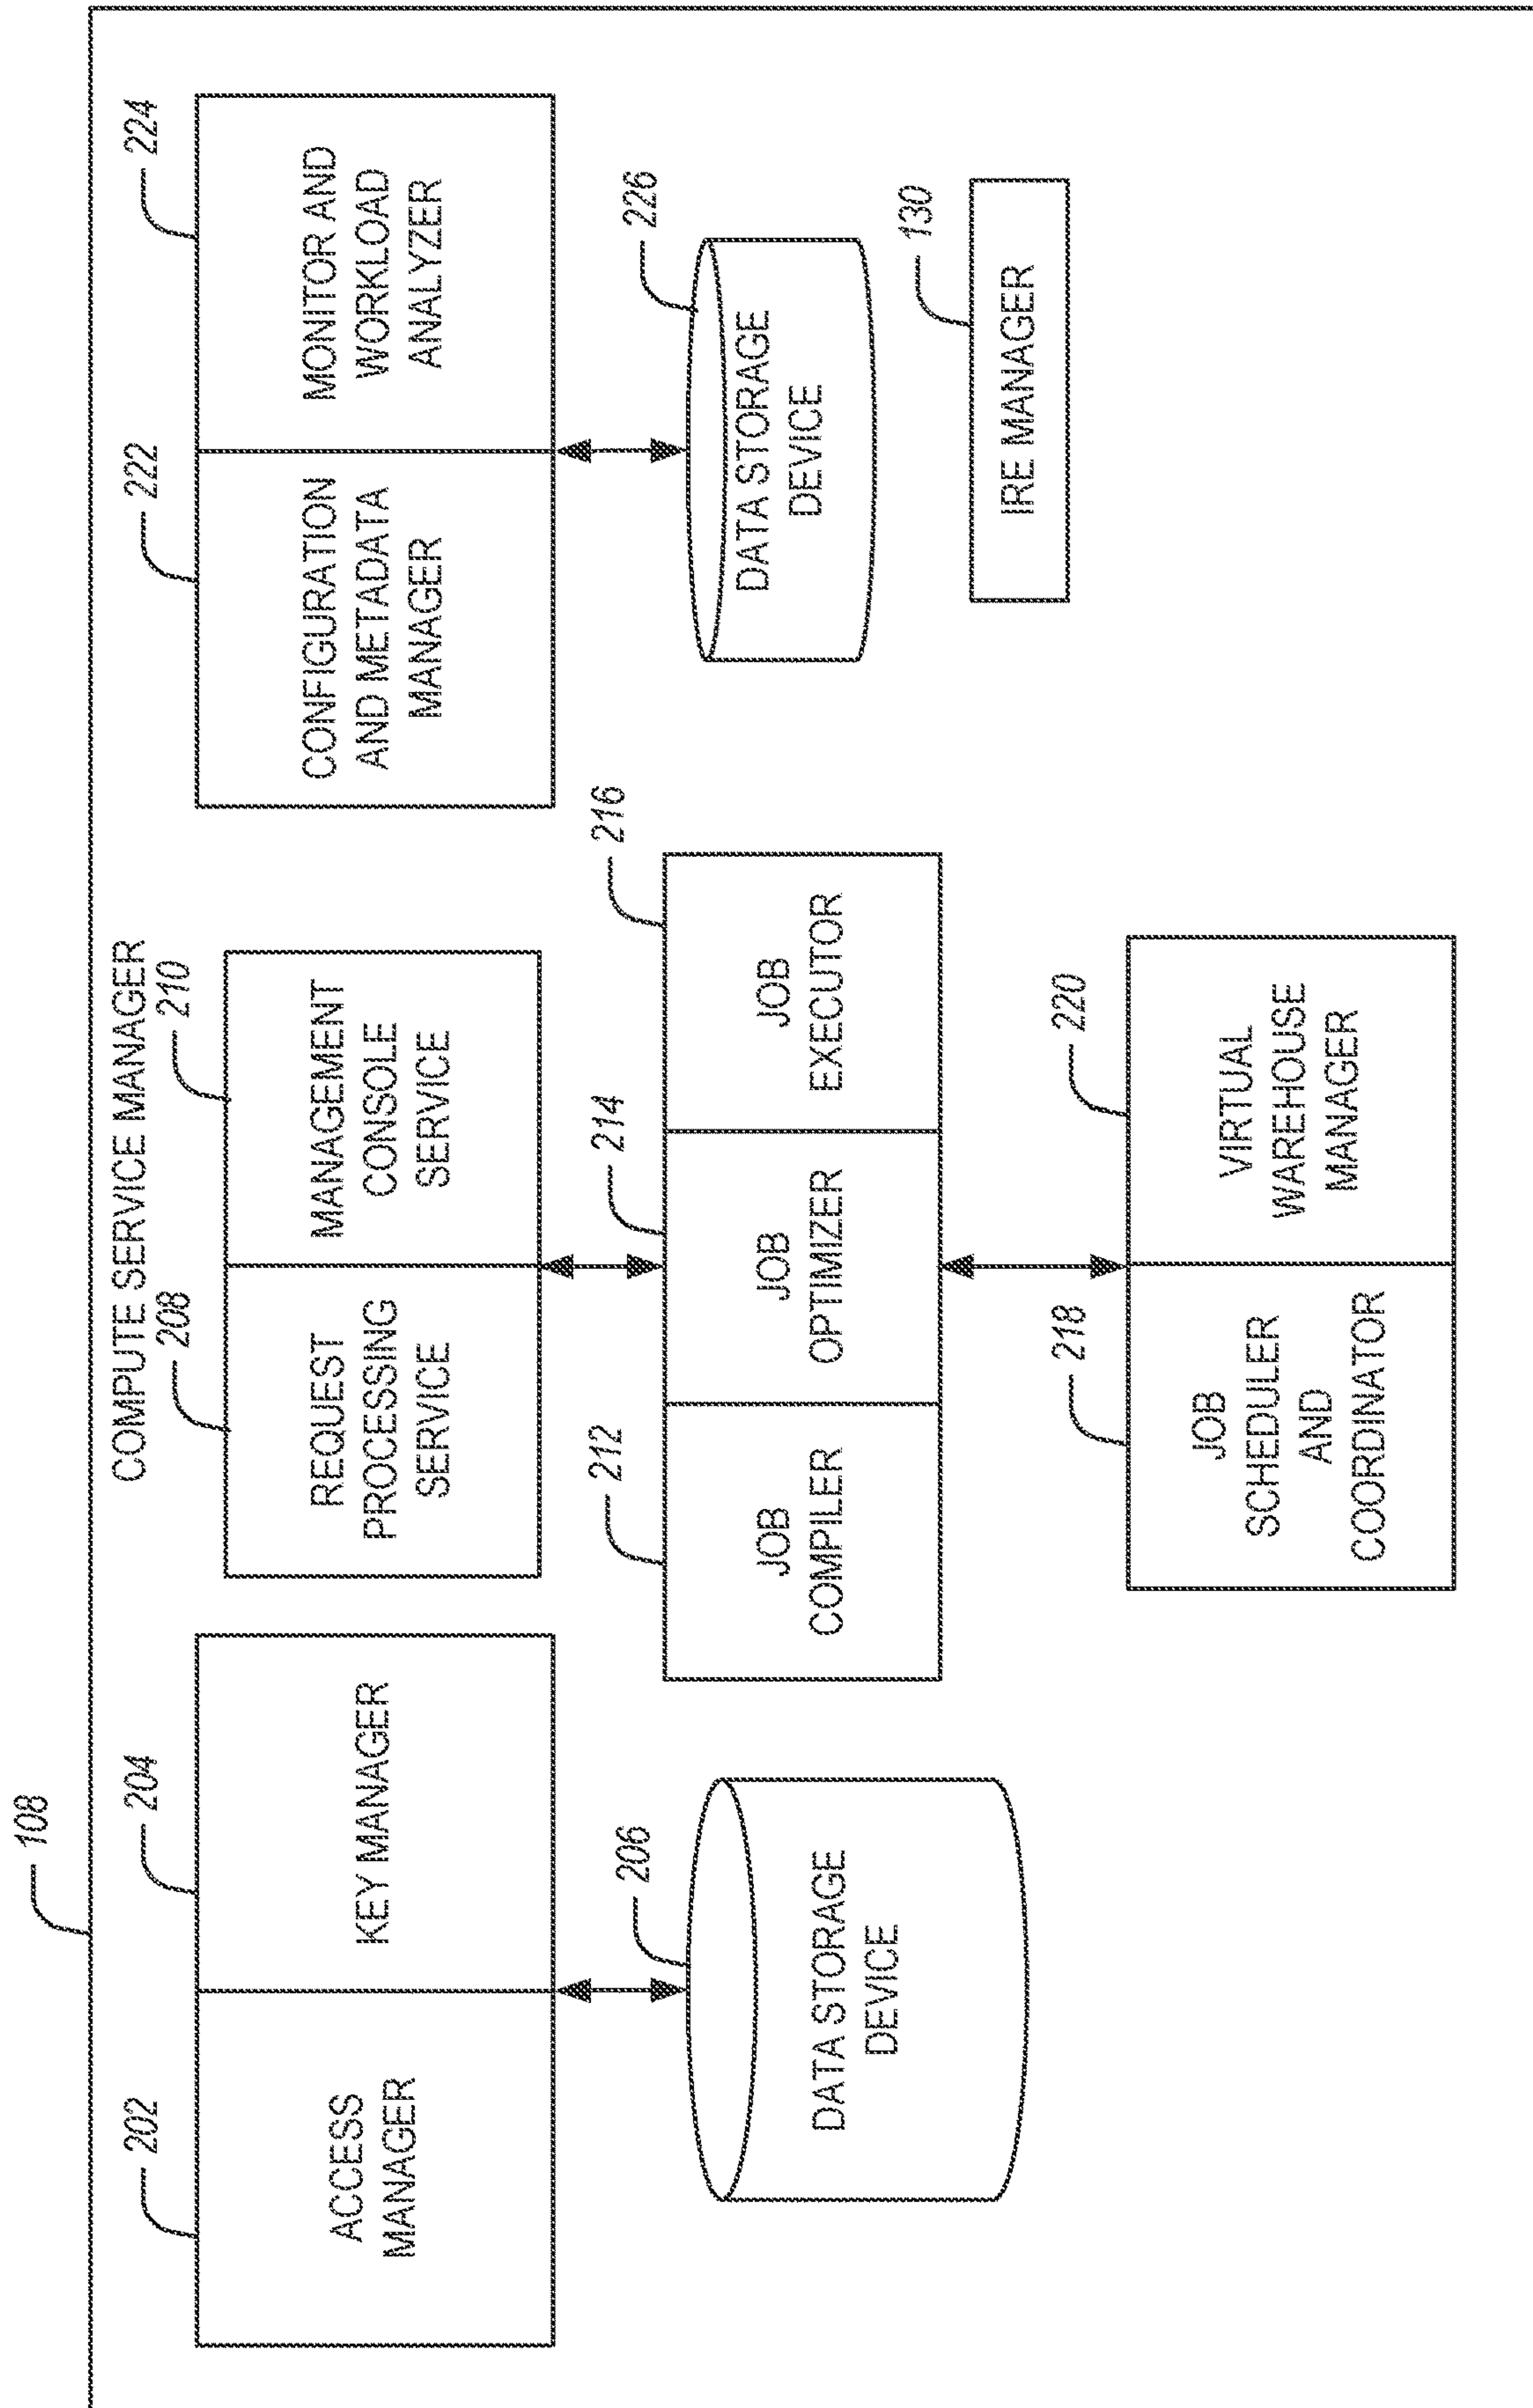 108
COMPUTE SERVICE MANAGER
202
204
ACCESS
MANAGER
KEY MANAGER
206
DATA STORAGE
DEVICE
208
210
REQUEST
PROCESSING
SERVICE
MANAGEMENT
CONSOLE
SERVICE
212
214
216
JOB
COMPILER
JOB
OPTIMIZER
JOB
EXECUTOR
218
220
JOB
SCHEDULER
AND
COORDINATOR
VIRTUAL
WAREHOUSE
MANAGER
222
224
CONFIGURATION
AND METADATA
MANAGER
MONITOR AND
WORKLOAD
ANALYZER
226
DATA STORAGE
DEVICE
130
IRE MANAGER